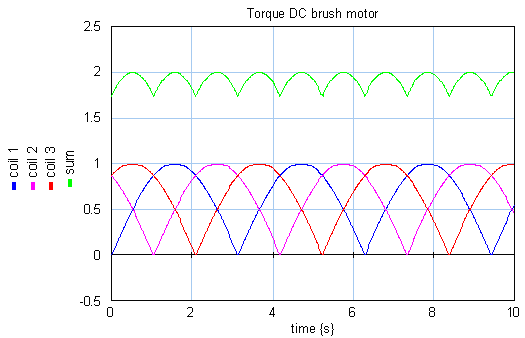 Torque DC brush motor
2.5
2
1.5
1
0.5
0
-0.5
0 2 4 6 8 10
time {s}
coil 1
coil 2
coil 3
sum